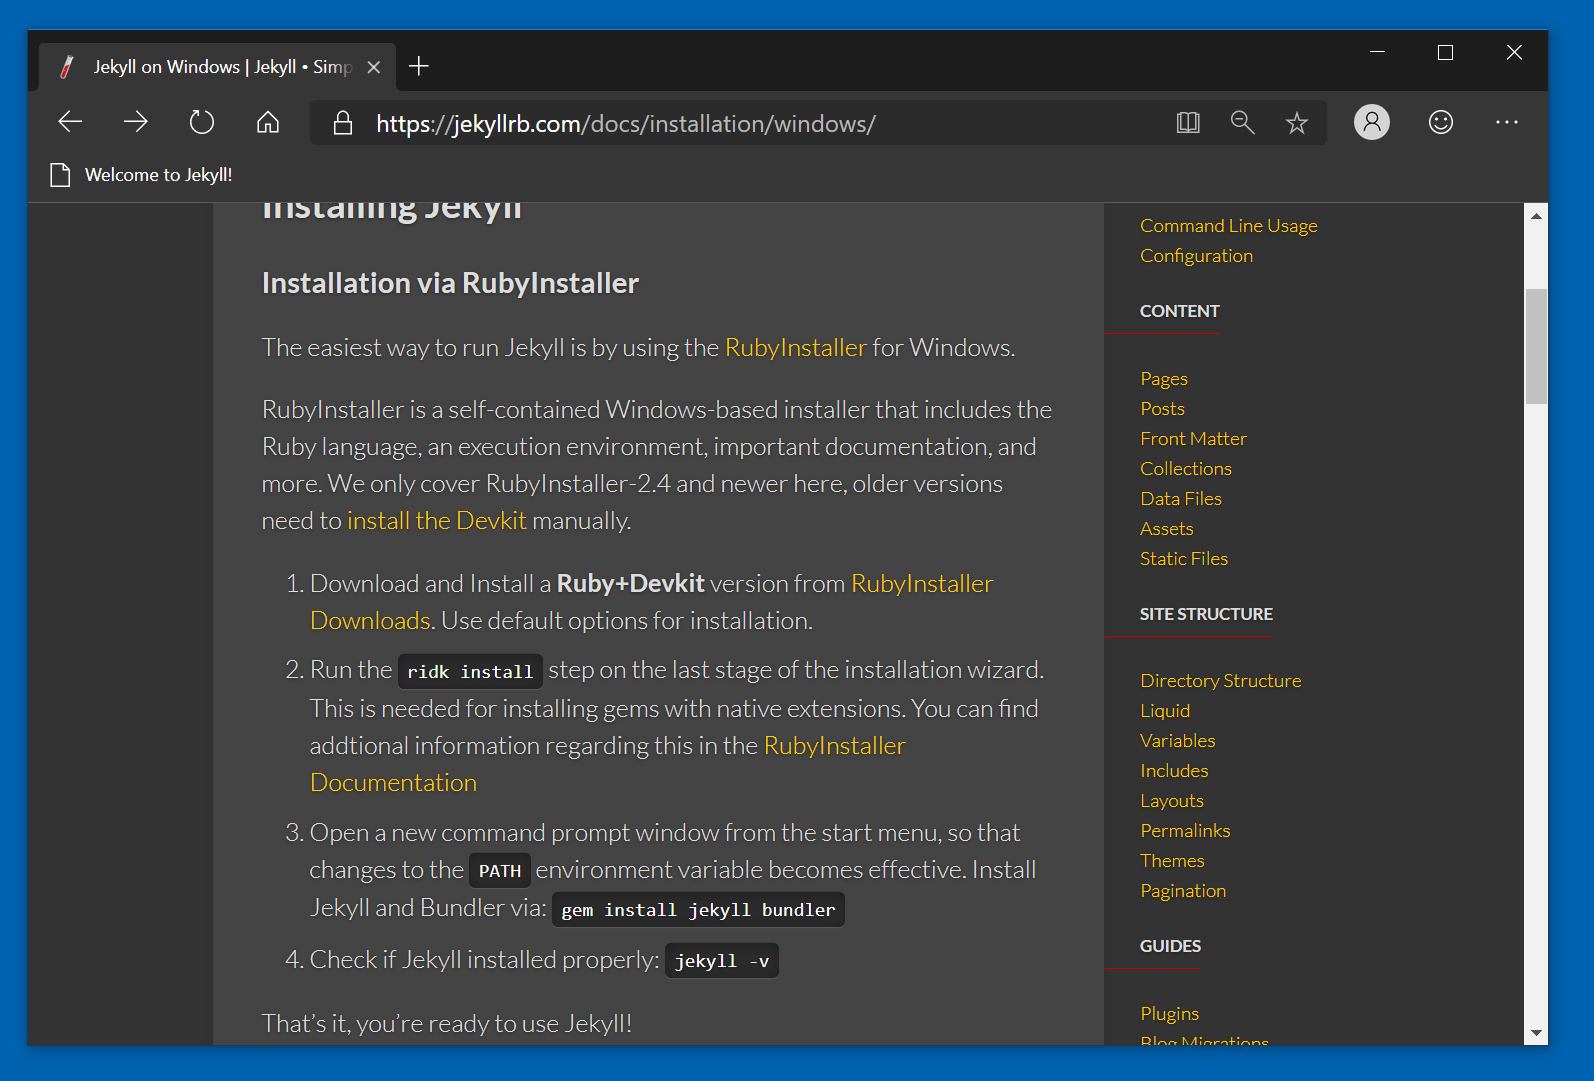 Jekyll on Windows | Jekyll • Simp
https://jekyllrb.com/docs/installation/windows/
Welcome to Jekyll!
Installing Jekyll
Installation via RubyInstaller
The easiest way to run Jekyll is by using the RubyInstaller for Windows.
RubyInstaller is a self-contained Windows-based installer that includes the
Ruby language, an execution environment, important documentation, and
more. We only cover RubyInstaller-2.4 and newer here, older versions
need to install the Devkit manually.
1. Download and Install a Ruby+Devkit version from RubyInstaller
Downloads. Use default options for installation.
2. Run the ridk install step on the last stage of the installation wizard.
This is needed for installing gems with native extensions. You can find
addtional information regarding this in the RubyInstaller
Documentation
3. Open a new command prompt window from the start menu, so that
changes to the PATH environment variable becomes effective. Install
Jekyll and Bundler via: gem install jekyll bundler
4. Check if Jekyll installed properly: jekyll -v
That’s it, you’re ready to use Jekyll!
Command Line Usage
Configuration
CONTENT
Pages
Posts
Front Matter
Collections
Data Files
Assets
Static Files
SITE STRUCTURE
Directory Structure
Liquid
Variables
Includes
Layouts
Permalinks
Themes
Pagination
GUIDES
Plugins
Blog Migrations